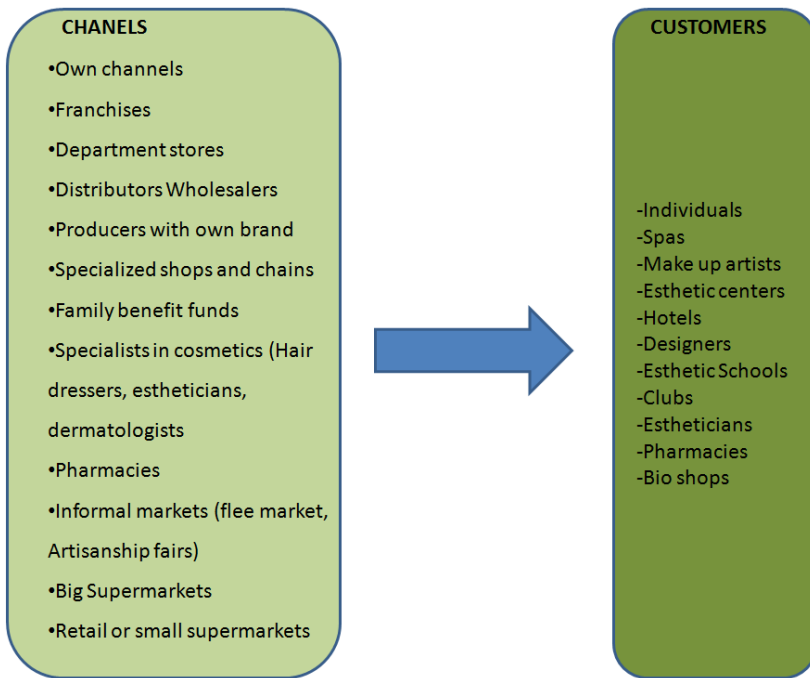 CHANELS
•Own channels
•Franchises
•Department stores
•Distributors Wholesalers
•Producers with own brand
•Specialized shops and chains
•Family benefit funds
•Specialists in cosmetics (Hair
dressers, estheticians,
dermatologists
•Pharmacies
•Informal markets (flee market,
Artisanship fairs)
•Big Supermarkets
•Retail or small supermarkets
CUSTOMERS
-Individuals
-Spas
-Make up artists
-Esthetic centers
-Hotels
-Designers
-Esthetic Schools
-Clubs
-Estheticians
-Pharmacies
-Bio shops